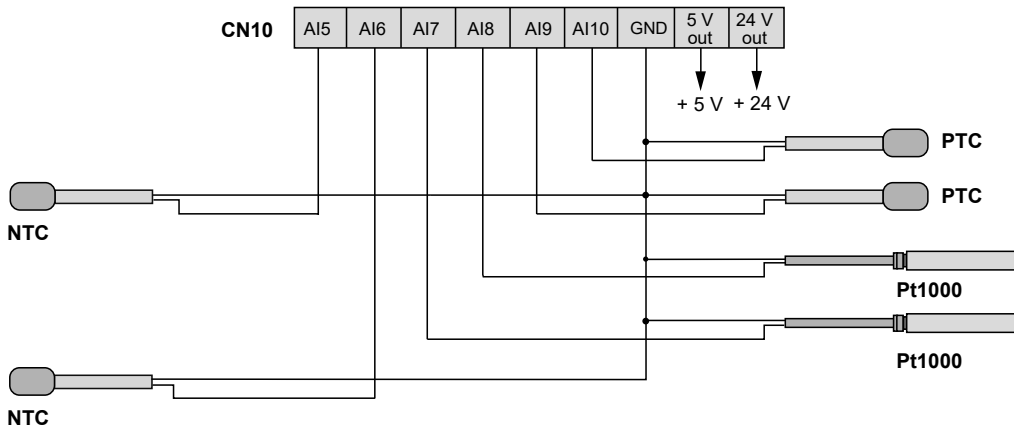 CN10 AI5 AI6 AI7 AI8 AI9 AI10 GND 5 V out 24 V out
+ 5 V + 24 V
PTC
PTC
NTC
Pt1000
Pt1000
NTC